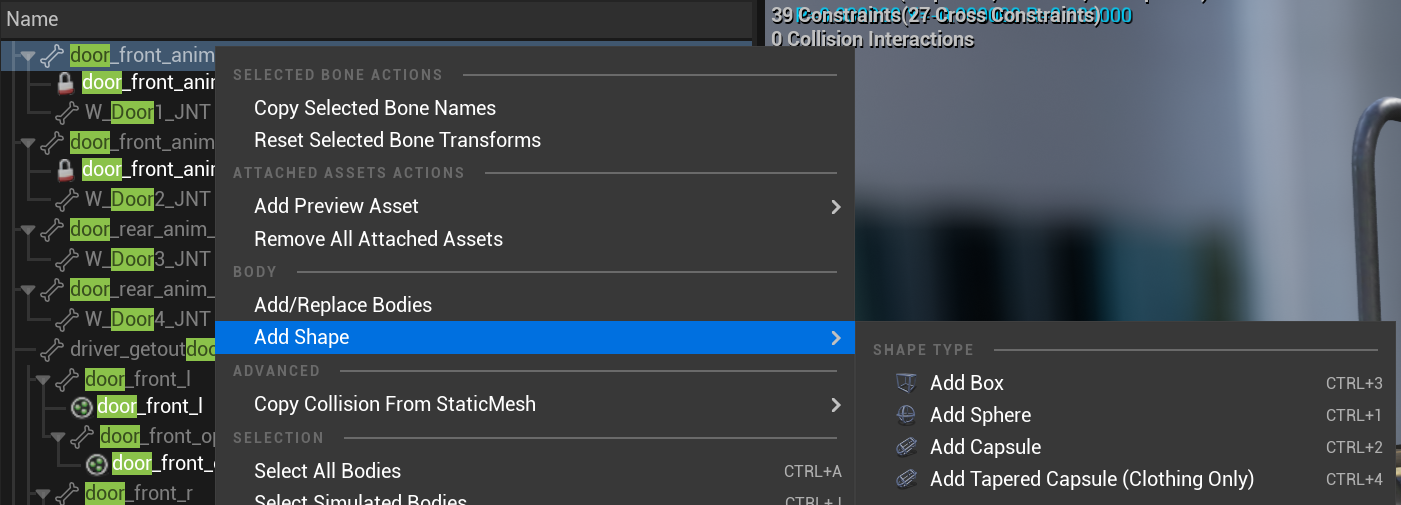 Name
39 Constraints(27 Cross Constraints)
0 Collision Interactions
door_front_anim
door_front_anim
W_Door1_JNT
door_front_anim
door_front_anim
W_Door2_JNT
door_rear_anim_
W_Door3_JNT
door_rear_anim_
W_Door4_JNT
driver_getoutdoo
door_front_l
door_front_l
door_front_op
door_front_
door_front_r
SELECTED BONE ACTIONS
Copy Selected Bone Names
Reset Selected Bone Transforms
ATTACHED ASSETS ACTIONS
Add Preview Asset
Remove All Attached Assets
BODY
Add/Replace Bodies
Add Shape
ADVANCED
Copy Collision From StaticMesh
SELECTION
Select All Bodies CTRL+A
Select Simulated Bodies
SHAPE TYPE
Add Box CTRL+3
Add Sphere CTRL+1
Add Capsule CTRL+2
Add Tapered Capsule (Clothing Only) CTRL+4